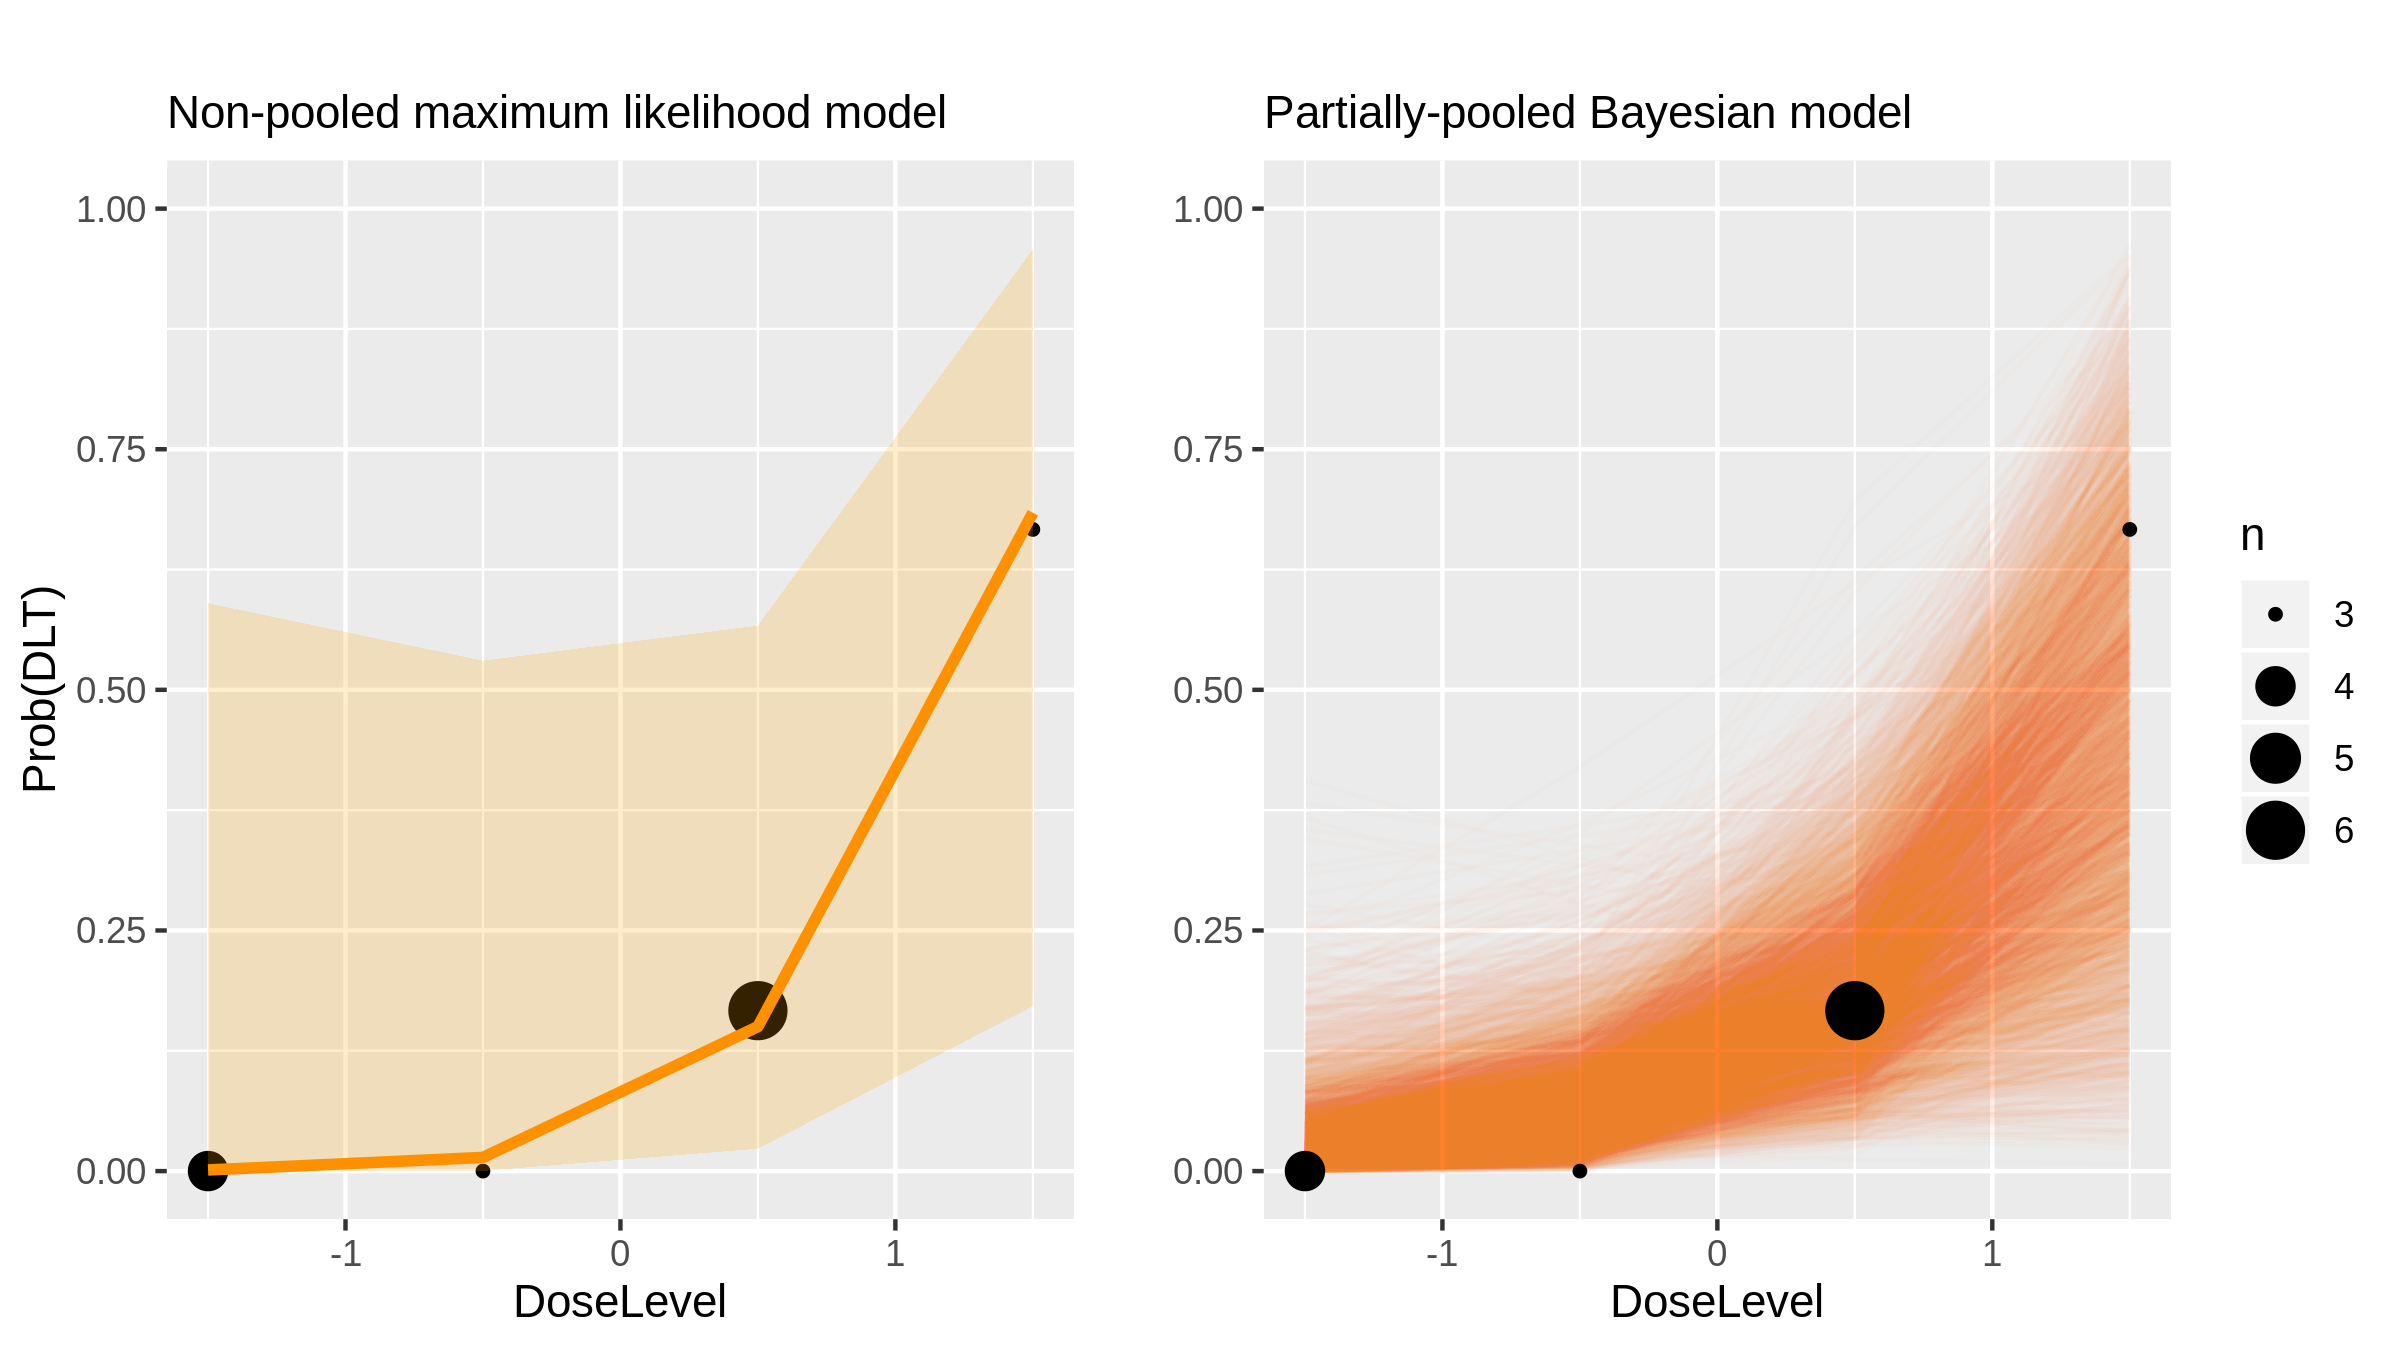 Non-pooled maximum likelihood model
Prob(DLT)
1.00
0.75
0.50
0.25
0.00
-1 0 1
DoseLevel
Partially-pooled Bayesian model
1.00
0.75
0.50
0.25
0.00
-1 0 1
DoseLevel
n
3
4
5
6